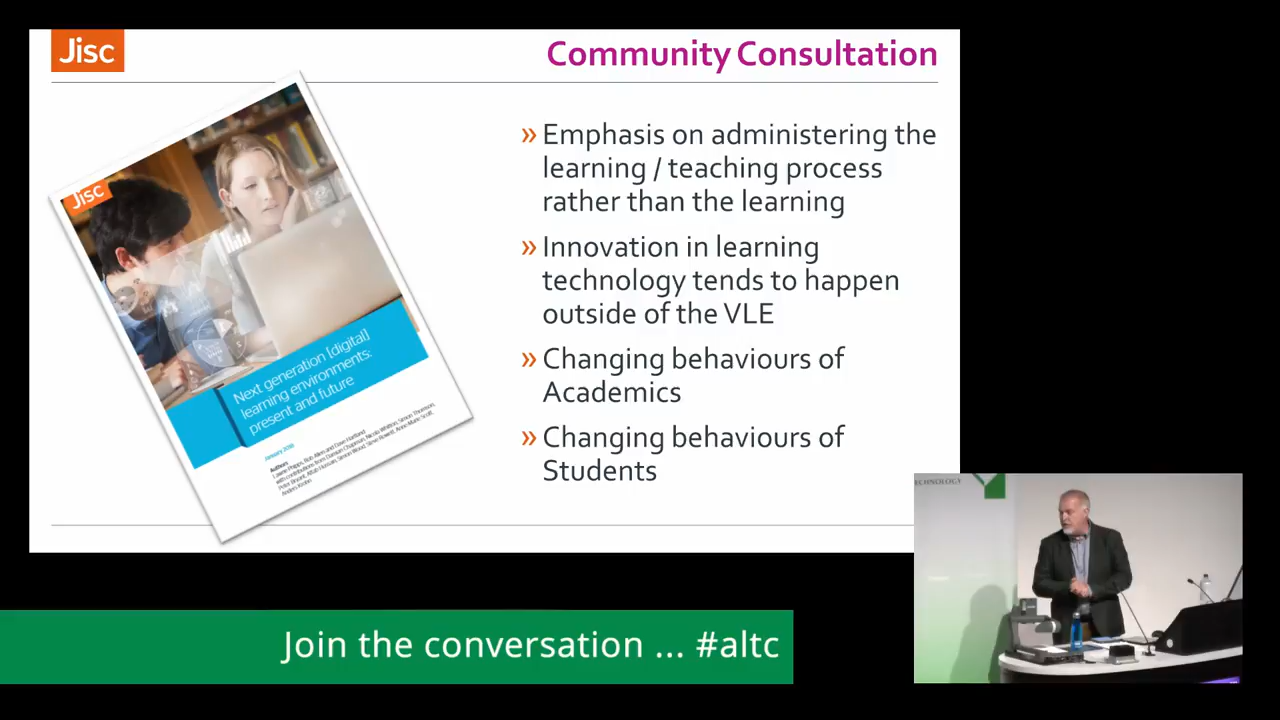 Jisc
Community Consultation
» Emphasis on administering the
learning / teaching process
rather than the learning
» Innovation in learning
technology tends to happen
outside of the VLE
» Changing behaviours of
Academics
» Changing behaviours of
Students
Jisc
Next generation [digital]
learning environments:
present and future
Authors
TECHNOLOGY
Join the conversation ... #altc